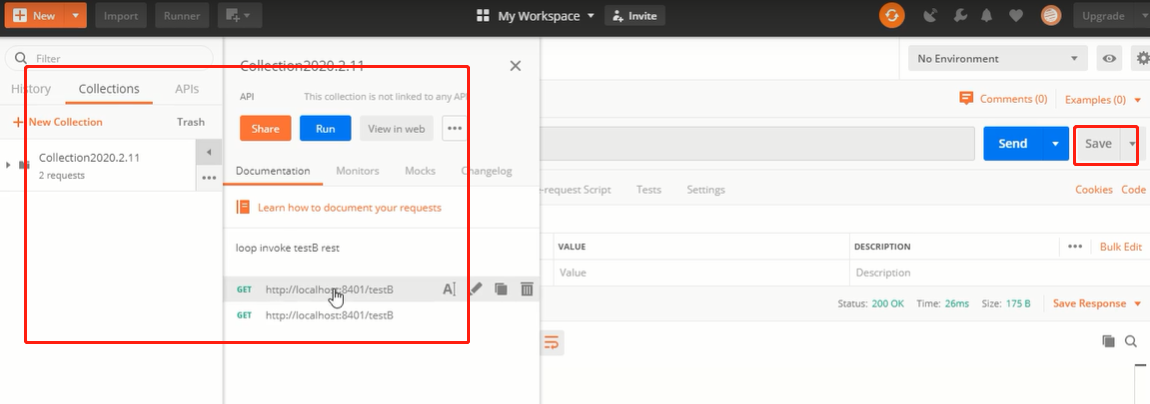 New Import Runner My Workspace Invite Upgrade
Filter
History Collections APIs
+ New Collection Trash
Collection2020.2.11
2 requests
Collection2020.2.11
API This collection is not linked to any API
Share Run View in web
Documentation Monitors Mocks Changelog
Learn how to document your requests
loop invoke testB rest
GET http://localhost:8401/testB
GET http://localhost:8401/testB
No Environment
Comments (0) Examples (0)
Send Save
-request Script Tests Settings Cookies Code
VALUE DESCRIPTION Bulk Edit
Value Description
Status: 200 OK Time: 26ms Size: 175 B Save Response